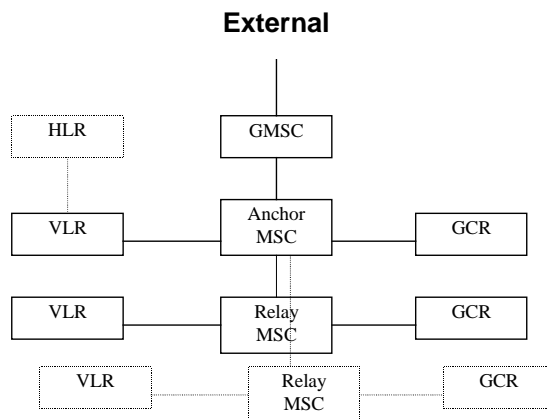 External
HLR
GMSC
VLR
Anchor
MSC
GCR
VLR
Relay
MSC
GCR
VLR
Relay
MSC
GCR